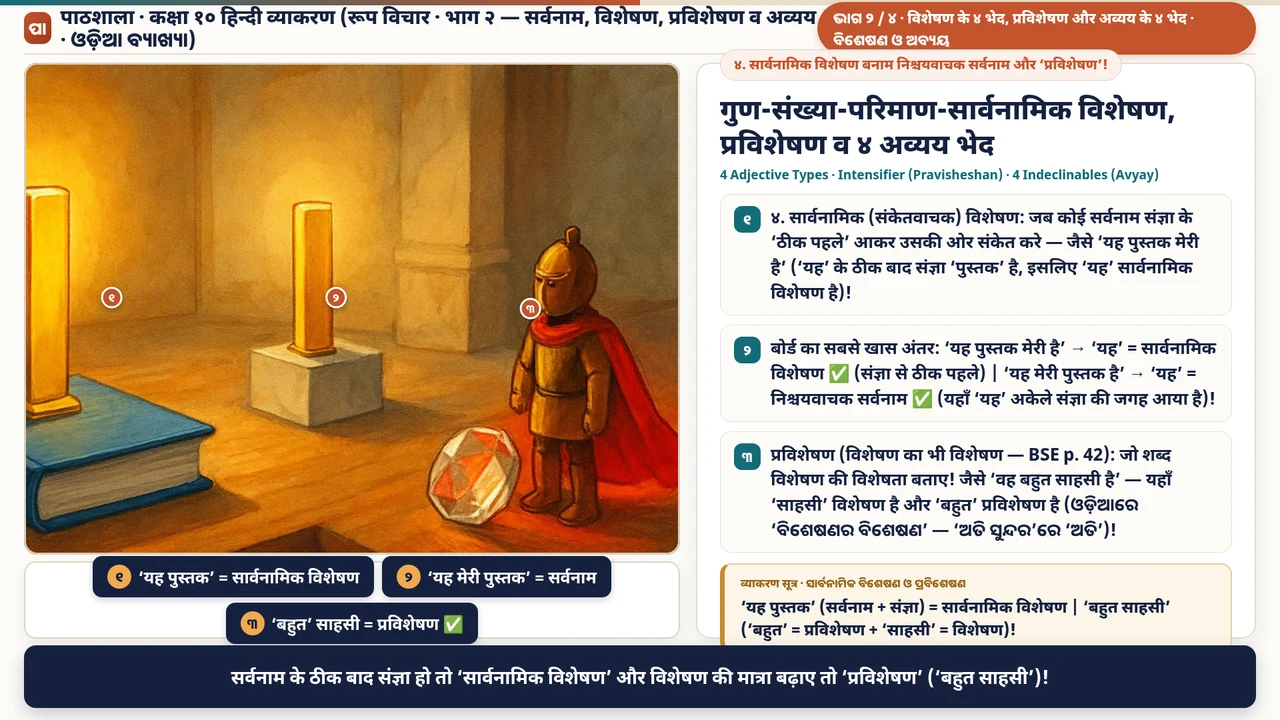 ପା
पाठशाला · कक्षा १० हिन्दी व्याकरण (रूप विचार · भाग २ — सर्वनाम, विशेषण, प्रविशेषण व अव्यय
· ଓଡ଼ିଆ ବ୍ୟାଖ୍ୟା)
ଭାଗ ୨ / ୪ · विशेषण के ४ भेद, प्रविशेषण और अव्यय के ४ भेद ·
ବିଶେଷଣ ଓ ଅବ୍ୟୟ
୧
୨
୩
୧ ‘यह पुस्तक’ = सार्वनामिक विशेषण
୨ ‘यह मेरी पुस्तक’ = सर्वनाम
୩ ‘बहुत’ साहसी = प्रविशेषण ✅
४. सार्वनामिक विशेषण बनाम निश्चयवाचक सर्वनाम और ‘प्रविशेषण’!
गुण-संख्या-परिमाण-सार्वनामिक विशेषण,
प्रविशेषण व ४ अव्यय भेद
4 Adjective Types · Intensifier (Pravisheshan) · 4 Indeclinables (Avyay)
୧ ४. सार्वनामिक (संकेतवाचक) विशेषण: जब कोई सर्वनाम संज्ञा के
‘ठीक पहले’ आकर उसकी ओर संकेत करे — जैसे ‘यह पुस्तक मेरी
है’ (‘यह’ के ठीक बाद संज्ञा ‘पुस्तक’ है, इसलिए ‘यह’ सार्वनामिक
विशेषण है)!
୨ बोर्ड का सबसे खास अंतर: ‘यह पुस्तक मेरी है’ → ‘यह’ = सार्वनामिक
विशेषण ✅ (संज्ञा से ठीक पहले) | ‘यह मेरी पुस्तक है’ → ‘यह’ =
निश्चयवाचक सर्वनाम ✅ (यहाँ ‘यह’ अकेले संज्ञा की जगह आया है)!
୩ प्रविशेषण (विशेषण का भी विशेषण — BSE p. 42): जो शब्द
विशेषण की विशेषता बताए! जैसे ‘वह बहुत साहसी है’ — यहाँ
‘साहसी’ विशेषण है और ‘बहुत’ प्रविशेषण है (ଓଡ଼ିଆରେ
‘ବିଶେଷଣର ବିଶେଷଣ’ — ‘ଅତି ସୁନ୍ଦର’ରେ ‘ଅତି’)!
व्याकरण सूत्र · ସାର୍ବନାମିକ ବିଶେଷଣ ଓ ପ୍ରବିଶେଷଣ
‘यह पुस्तक’ (सर्वनाम + संज्ञा) = सार्वनामिक विशेषण | ‘बहुत साहसी’
(‘बहुत’ = प्रविशेषण + ‘साहसी’ = विशेषण)!
सर्वनाम के ठीक बाद संज्ञा हो तो ‘सार्वनामिक विशेषण’ और विशेषण की मात्रा बढ़ाए तो ‘प्रविशेषण’ (‘बहुत साहसी’)!